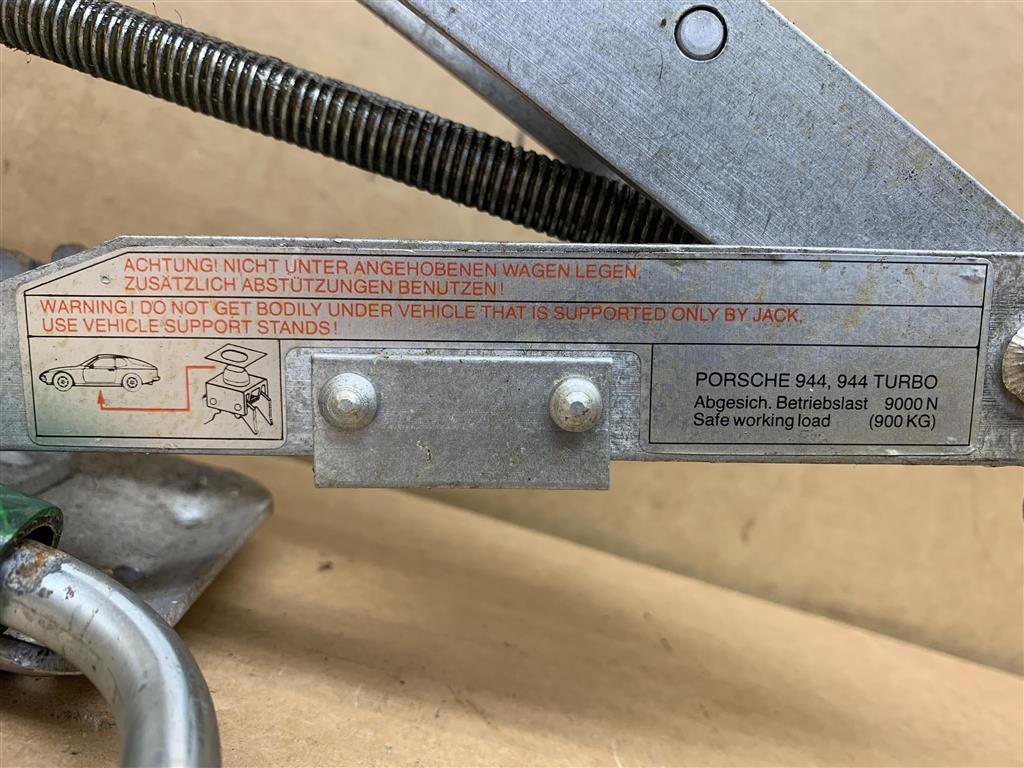 ACHTUNG! NICHT UNTER ANGEHOBENEN WAGEN LEGEN,
ZUSÄTZLICH ABSTÜTZUNGEN BENUTZEN!
WARNING! DO NOT GET BODILY UNDER VEHICLE THAT IS SUPPORTED ONLY BY JACK,
USE VEHICLE SUPPORT STANDS!
PORSCHE 944, 944 TURBO
Abgesich. Betriebslast 9000 N
Safe working load (900 KG)